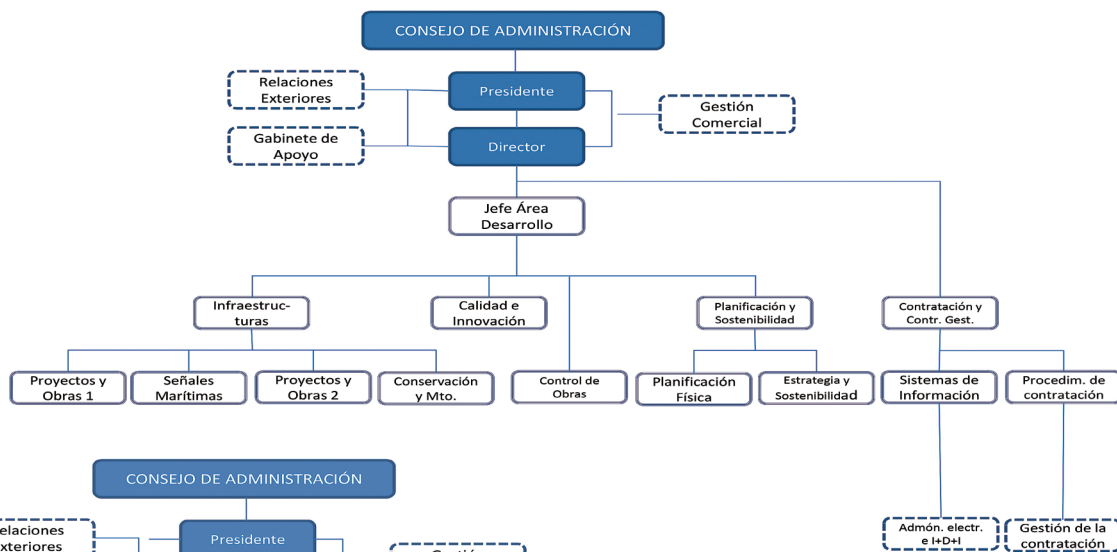 CONSEJO DE ADMINISTRACIÓN
Relaciones
Exteriores
Presidente
Gestión
Comercial
Gabinete de
Apoyo
Director
Jefe Área
Desarrollo
Infraestruc-
turas
Calidad e
Innovación
Planificación y
Sostenibilidad
Contratación y
Contr. Gest.
Proyectos y
Obras 1
Señales
Marítimas
Proyectos y
Obras 2
Conservación
y Mto.
Control de
Obras
Planificación
Física
Estrategia y
Sostenibilidad
Sistemas de
Información
Procedim. de
contratación
CONSEJO DE ADMINISTRACIÓN
elaciones
xteriores
Presidente
Admón. electr.
e I+D+I
Gestión de la
contratación